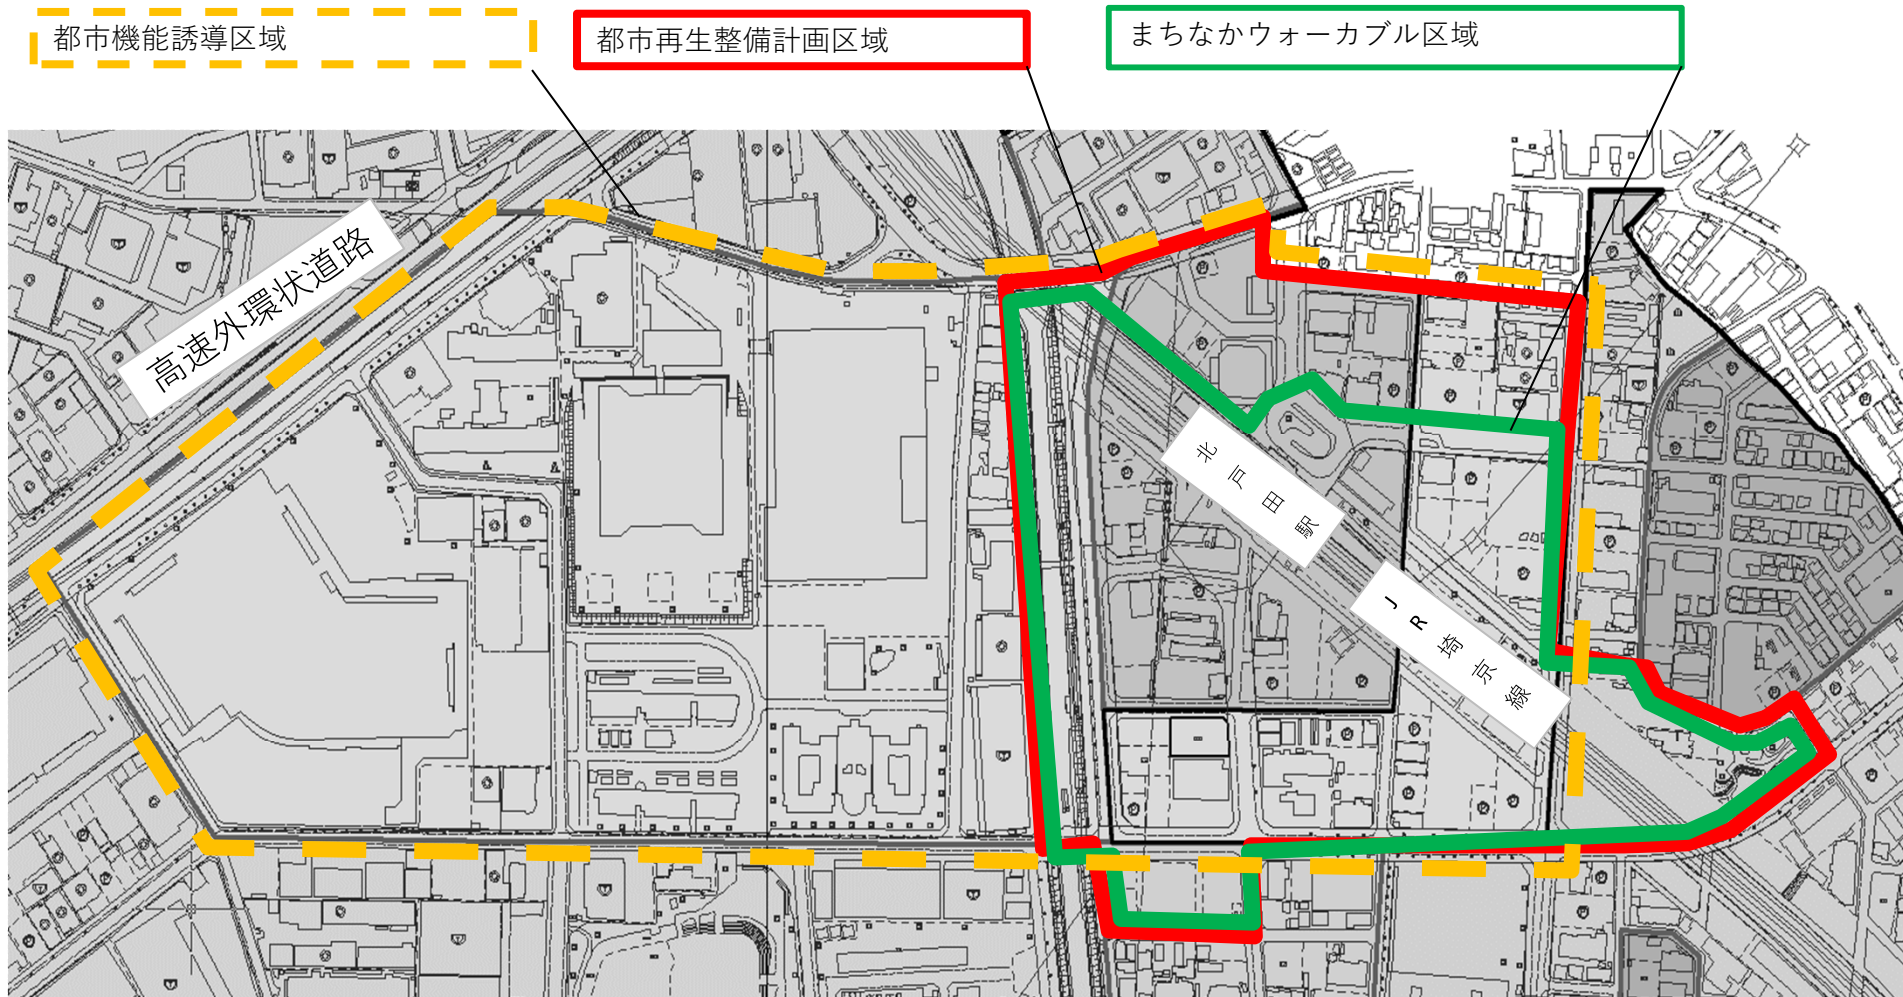 都市機能誘導区域
都市再生整備計画区域
まちなかウォーカブル区域
高速外環状道路
北戸田駅
JR埼京線